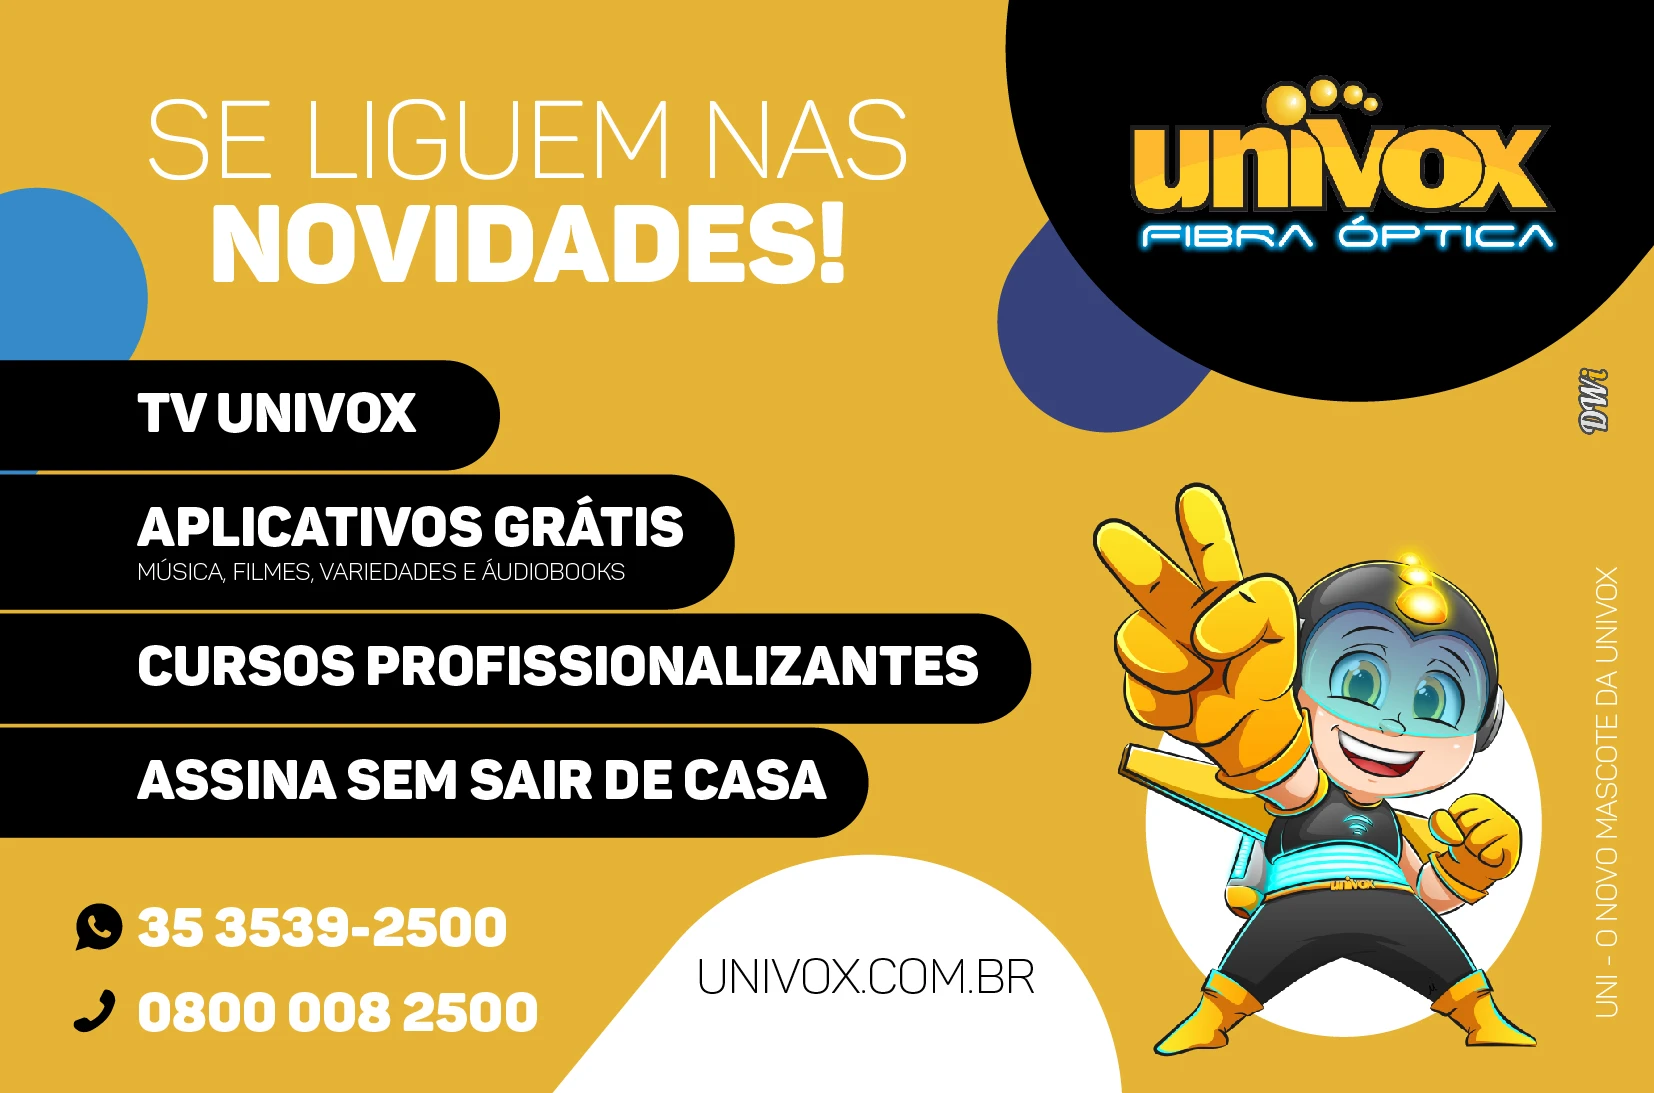 SE LIGUEM NAS
NOVIDADES!
univox
FIBRA ÓPTICA
TV UNIVOX
APLICATIVOS GRÁTIS
MÚSICA, FILMES, VARIEDADES E ÁUDIOBOOKS
CURSOS PROFISSIONALIZANTES
ASSINA SEM SAIR DE CASA
35 3539-2500
0800 008 2500
UNIVOX.COM.BR
DWi
univox
UNI - O NOVO MASCOTE DA UNIVOX